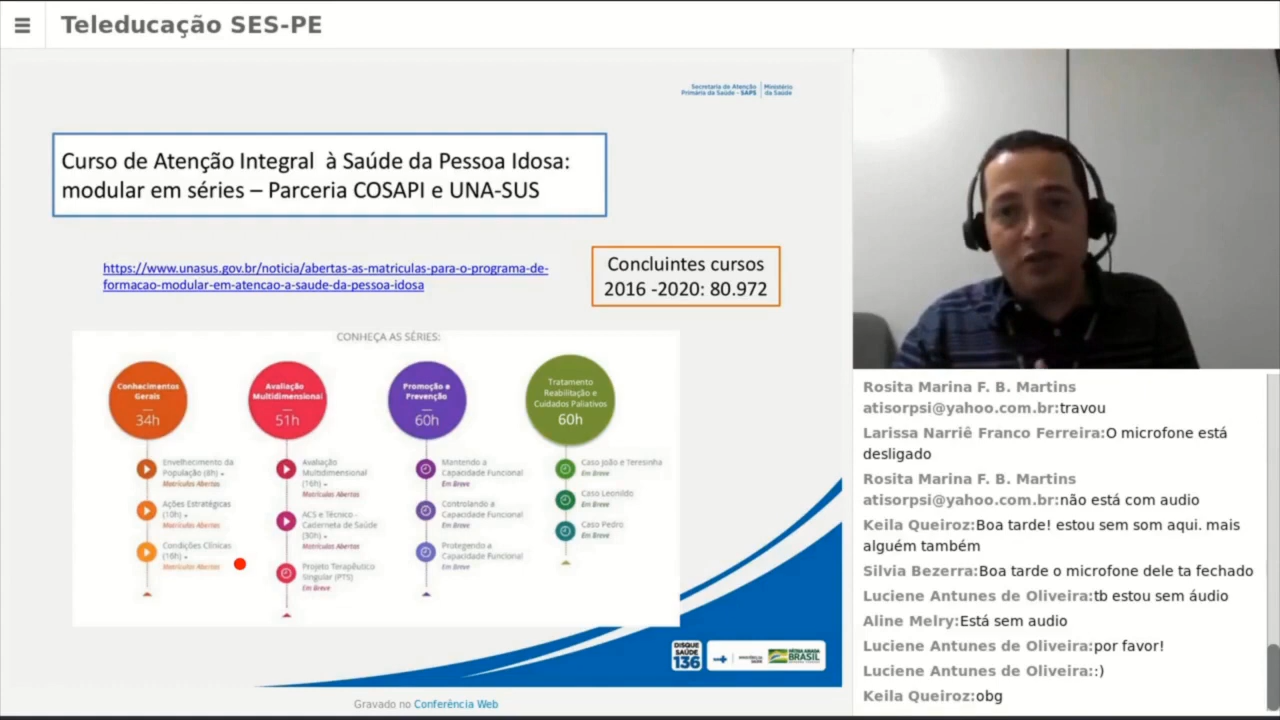 Teleducação SES-PE
Secretaria de Atenção
Primária da Saúde - SAPS
Ministério
da Saúde
Curso de Atenção Integral à Saúde da Pessoa Idosa:
modular em séries – Parceria COSAPI e UNA-SUS
https://www.unasus.gov.br/noticia/abertas-as-matriculas-para-o-programa-de-
formacao-modular-em-atencao-a-saude-da-pessoa-idosa
Concluintes cursos
2016 -2020: 80.972
CONHEÇA AS SÉRIES:
Conhecimentos
Gerais
34h
Envelhecimento da
População (8h)
Matrículas Abertas
Ações Estratégicas
(10h)
Matrículas Abertas
Condições Clínicas
(16h)
Matrículas Abertas
Avaliação
Multidimensional
51h
Avaliação
Multidimensional
(16h)
Matrículas Abertas
ACS e Técnico -
Caderneta de Saúde
(30h)
Matrículas Abertas
Projeto Terapêutico
Singular (PTS)
Em Breve
Promoção e
Prevenção
60h
Mantendo a
Capacidade Funcional
Em Breve
Controlando a
Capacidade Funcional
Em Breve
Protegendo a
Capacidade Funcional
Em Breve
Tratamento
Reabilitação e
Cuidados Paliativos
60h
Caso João e Teresinha
Em Breve
Caso Leonildo
Em Breve
Caso Pedro
Em Breve
DISQUE
SAÚDE
136
PÁTRIA AMADA
BRASIL
Gravado no Conferência Web
Rosita Marina F. B. Martins
atisorpsi@yahoo.com.br:travou
Larissa Narriê Franco Ferreira:O microfone está
desligado
Rosita Marina F. B. Martins
atisorpsi@yahoo.com.br:não está com audio
Keila Queiroz:Boa tarde! estou sem som aqui. mais
alguém também
Silvia Bezerra:Boa tarde o microfone dele ta fechado
Luciene Antunes de Oliveira:tb estou sem áudio
Aline Melry:Está sem audio
Luciene Antunes de Oliveira:por favor!
Luciene Antunes de Oliveira::)
Keila Queiroz:obg